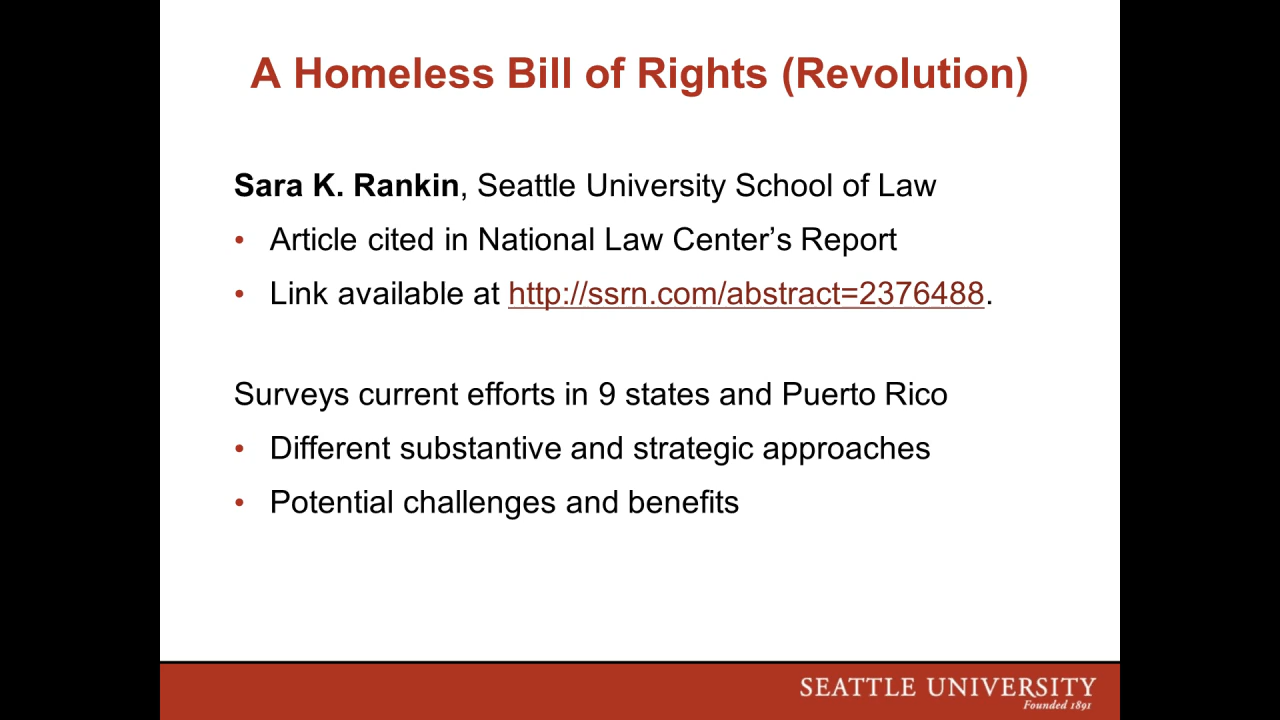 A Homeless Bill of Rights (Revolution)
Sara K. Rankin, Seattle University School of Law
• Article cited in National Law Center’s Report
• Link available at http://ssrn.com/abstract=2376488.
Surveys current efforts in 9 states and Puerto Rico
• Different substantive and strategic approaches
• Potential challenges and benefits
SEATTLE UNIVERSITY
Founded 1891